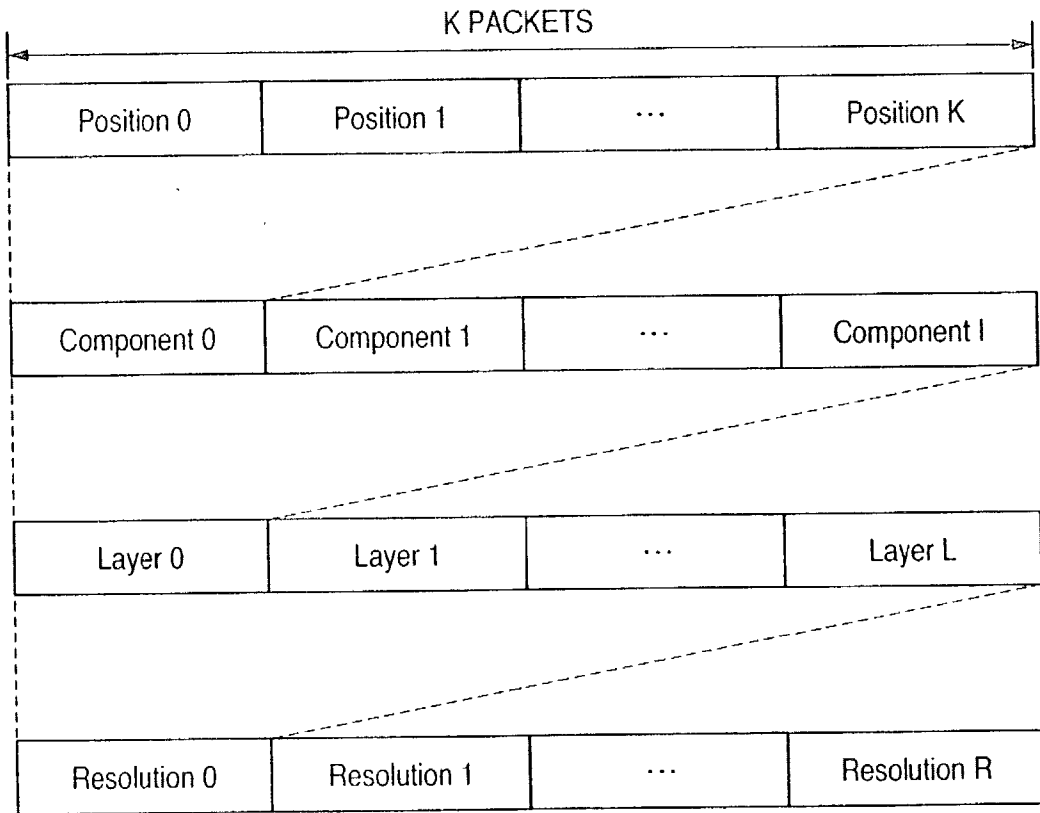 K PACKETS
Position 0 Position 1 ... Position K
Component 0 Component 1 ... Component I
Layer 0 Layer 1 ... Layer L
Resolution 0 Resolution 1 ... Resolution R